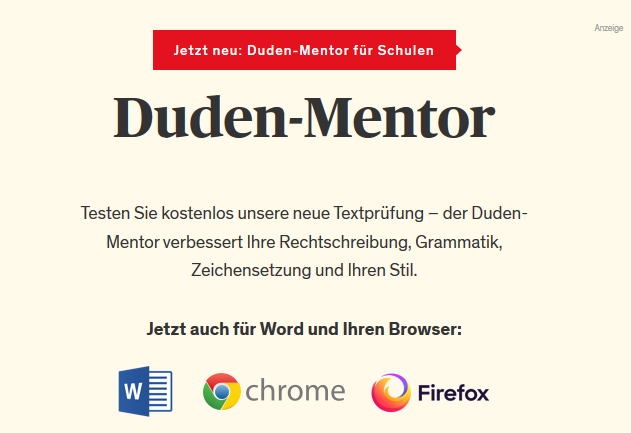 Anzeige
Jetzt neu: Duden-Mentor für Schulen
Duden-Mentor
Testen Sie kostenlos unsere neue Textprüfung – der Duden-
Mentor verbessert Ihre Rechtschreibung, Grammatik,
Zeichensetzung und Ihren Stil.
Jetzt auch für Word und Ihren Browser:
W chrome Firefox